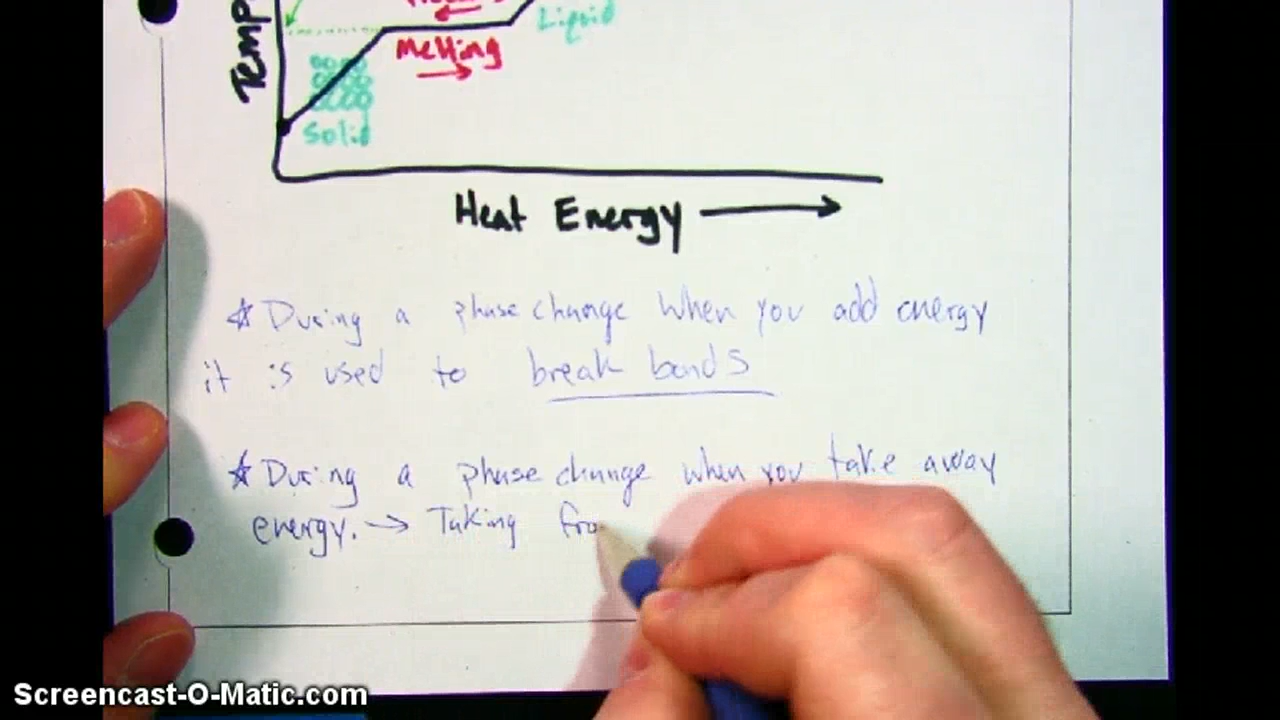 Temp
Liquid
Melting
Solid
Heat Energy
During a phase change when you add energy
it is used to break bonds
During a phase change when you take away
energy. → Taking fro
Screencast-O-Matic.com